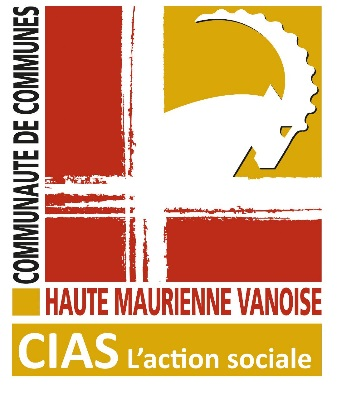 COMMUNAUTE DE COMMUNES
HAUTE MAURIENNE VANOISE
CIAS L'action sociale